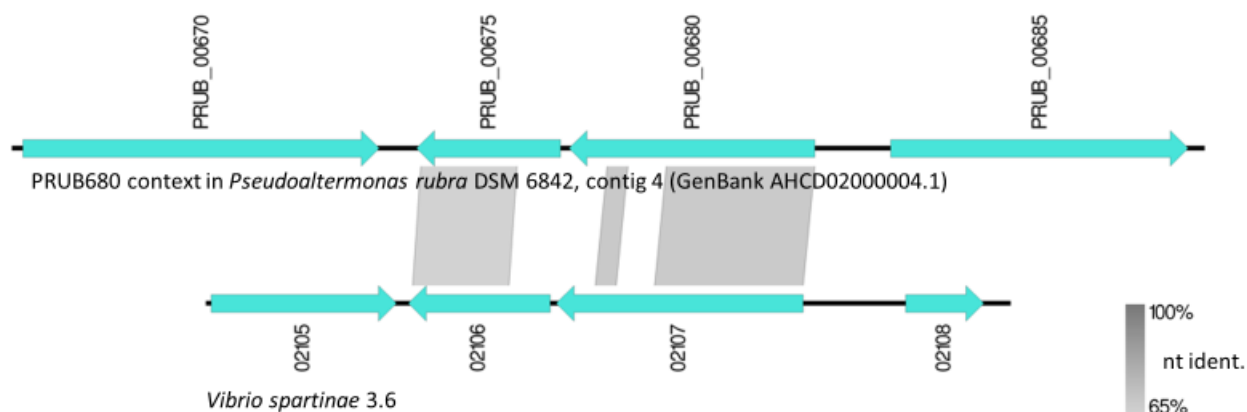 PRUB_00670
PRUB_00675
PRUB_00680
PRUB_00685
PRUB680 context in Pseudoaltermonas rubra DSM 6842, contig 4 (GenBank AHCD02000004.1)
02105
02106
02107
02108
100%
nt ident.
65%
Vibrio spartinae 3.6